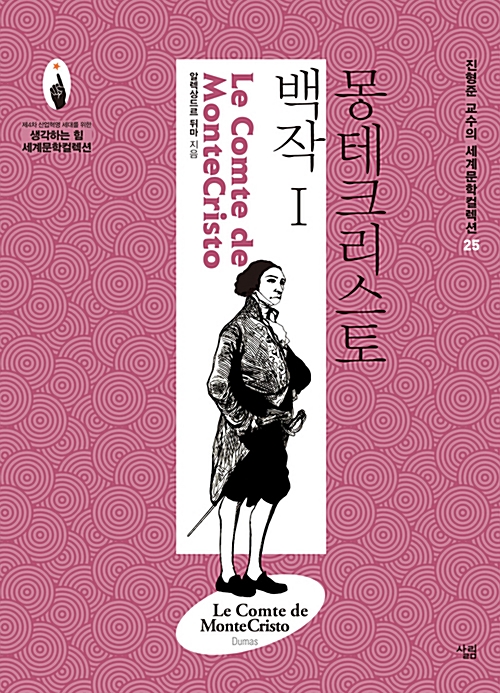 진형준 교수의 세계문학컬렉션 25
몽테크리스토
백작 I
Le Comte de
MonteCristo
알렉상드르 뒤마 지음
제4차 산업혁명 세대를 위한
생각하는 힘
세계문학컬렉션
Le Comte de
MonteCristo
Dumas
살림